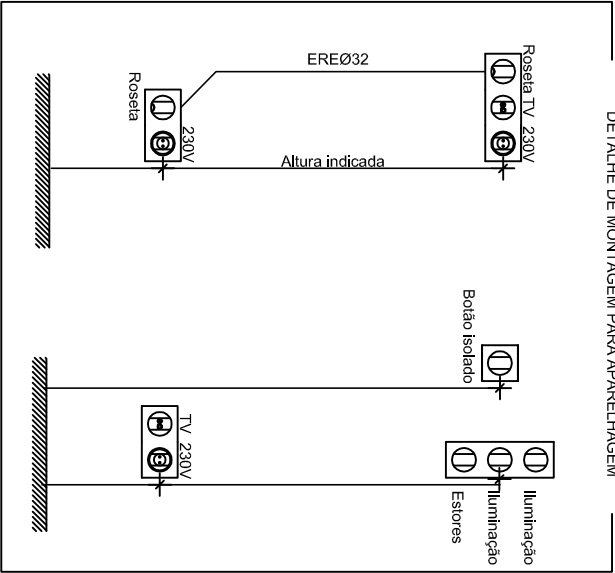 DETALHE DE MONTAGEM PARA APARELHAGEM
EREØ32
Roseta TV 230V
Roseta
230V
Altura indicada
Botão isolado
TV 230V
Iluminação
Iluminação
Estores